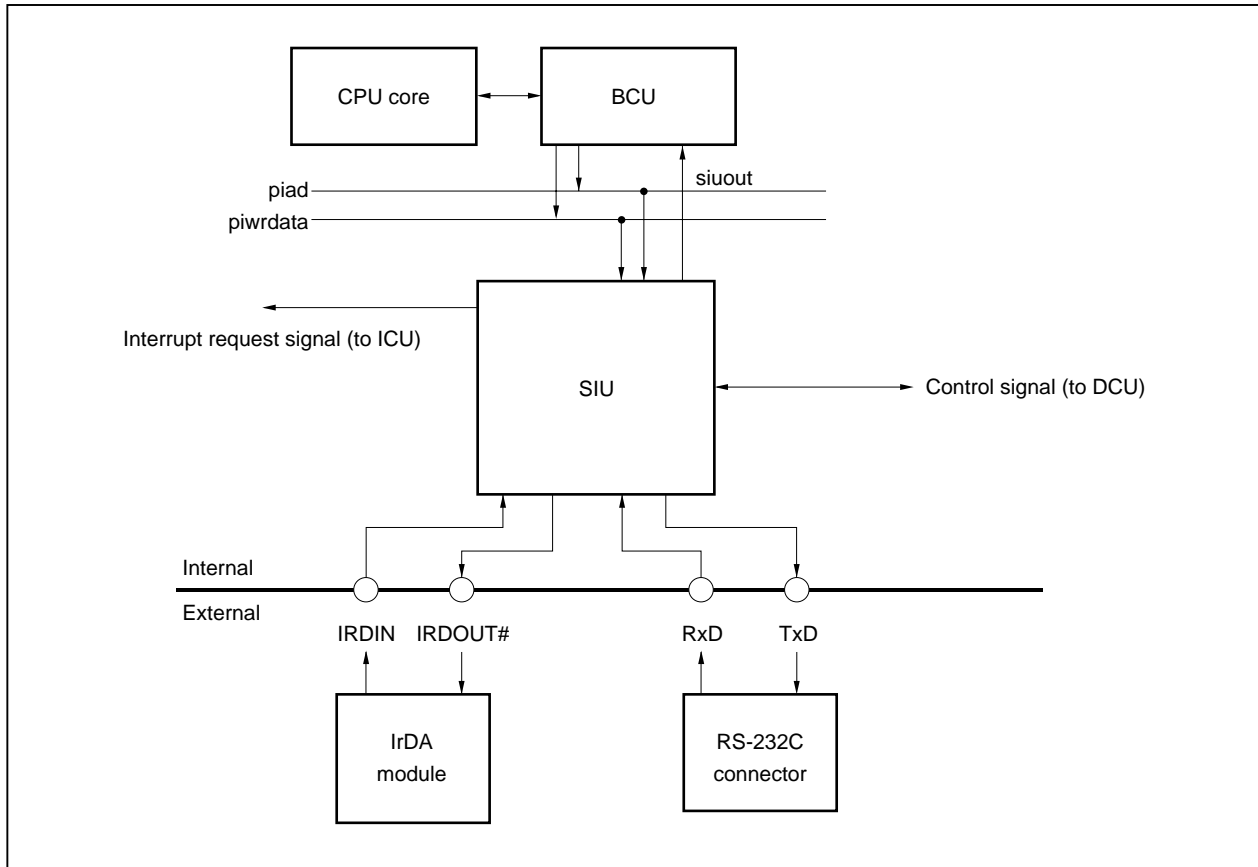 CPU core
BCU
siuout
piad
piwrdata
Interrupt request signal (to ICU)
SIU
Control signal (to DCU)
Internal
External
IRDIN
IRDOUT#
RxD
TxD
IrDA
module
RS-232C
connector